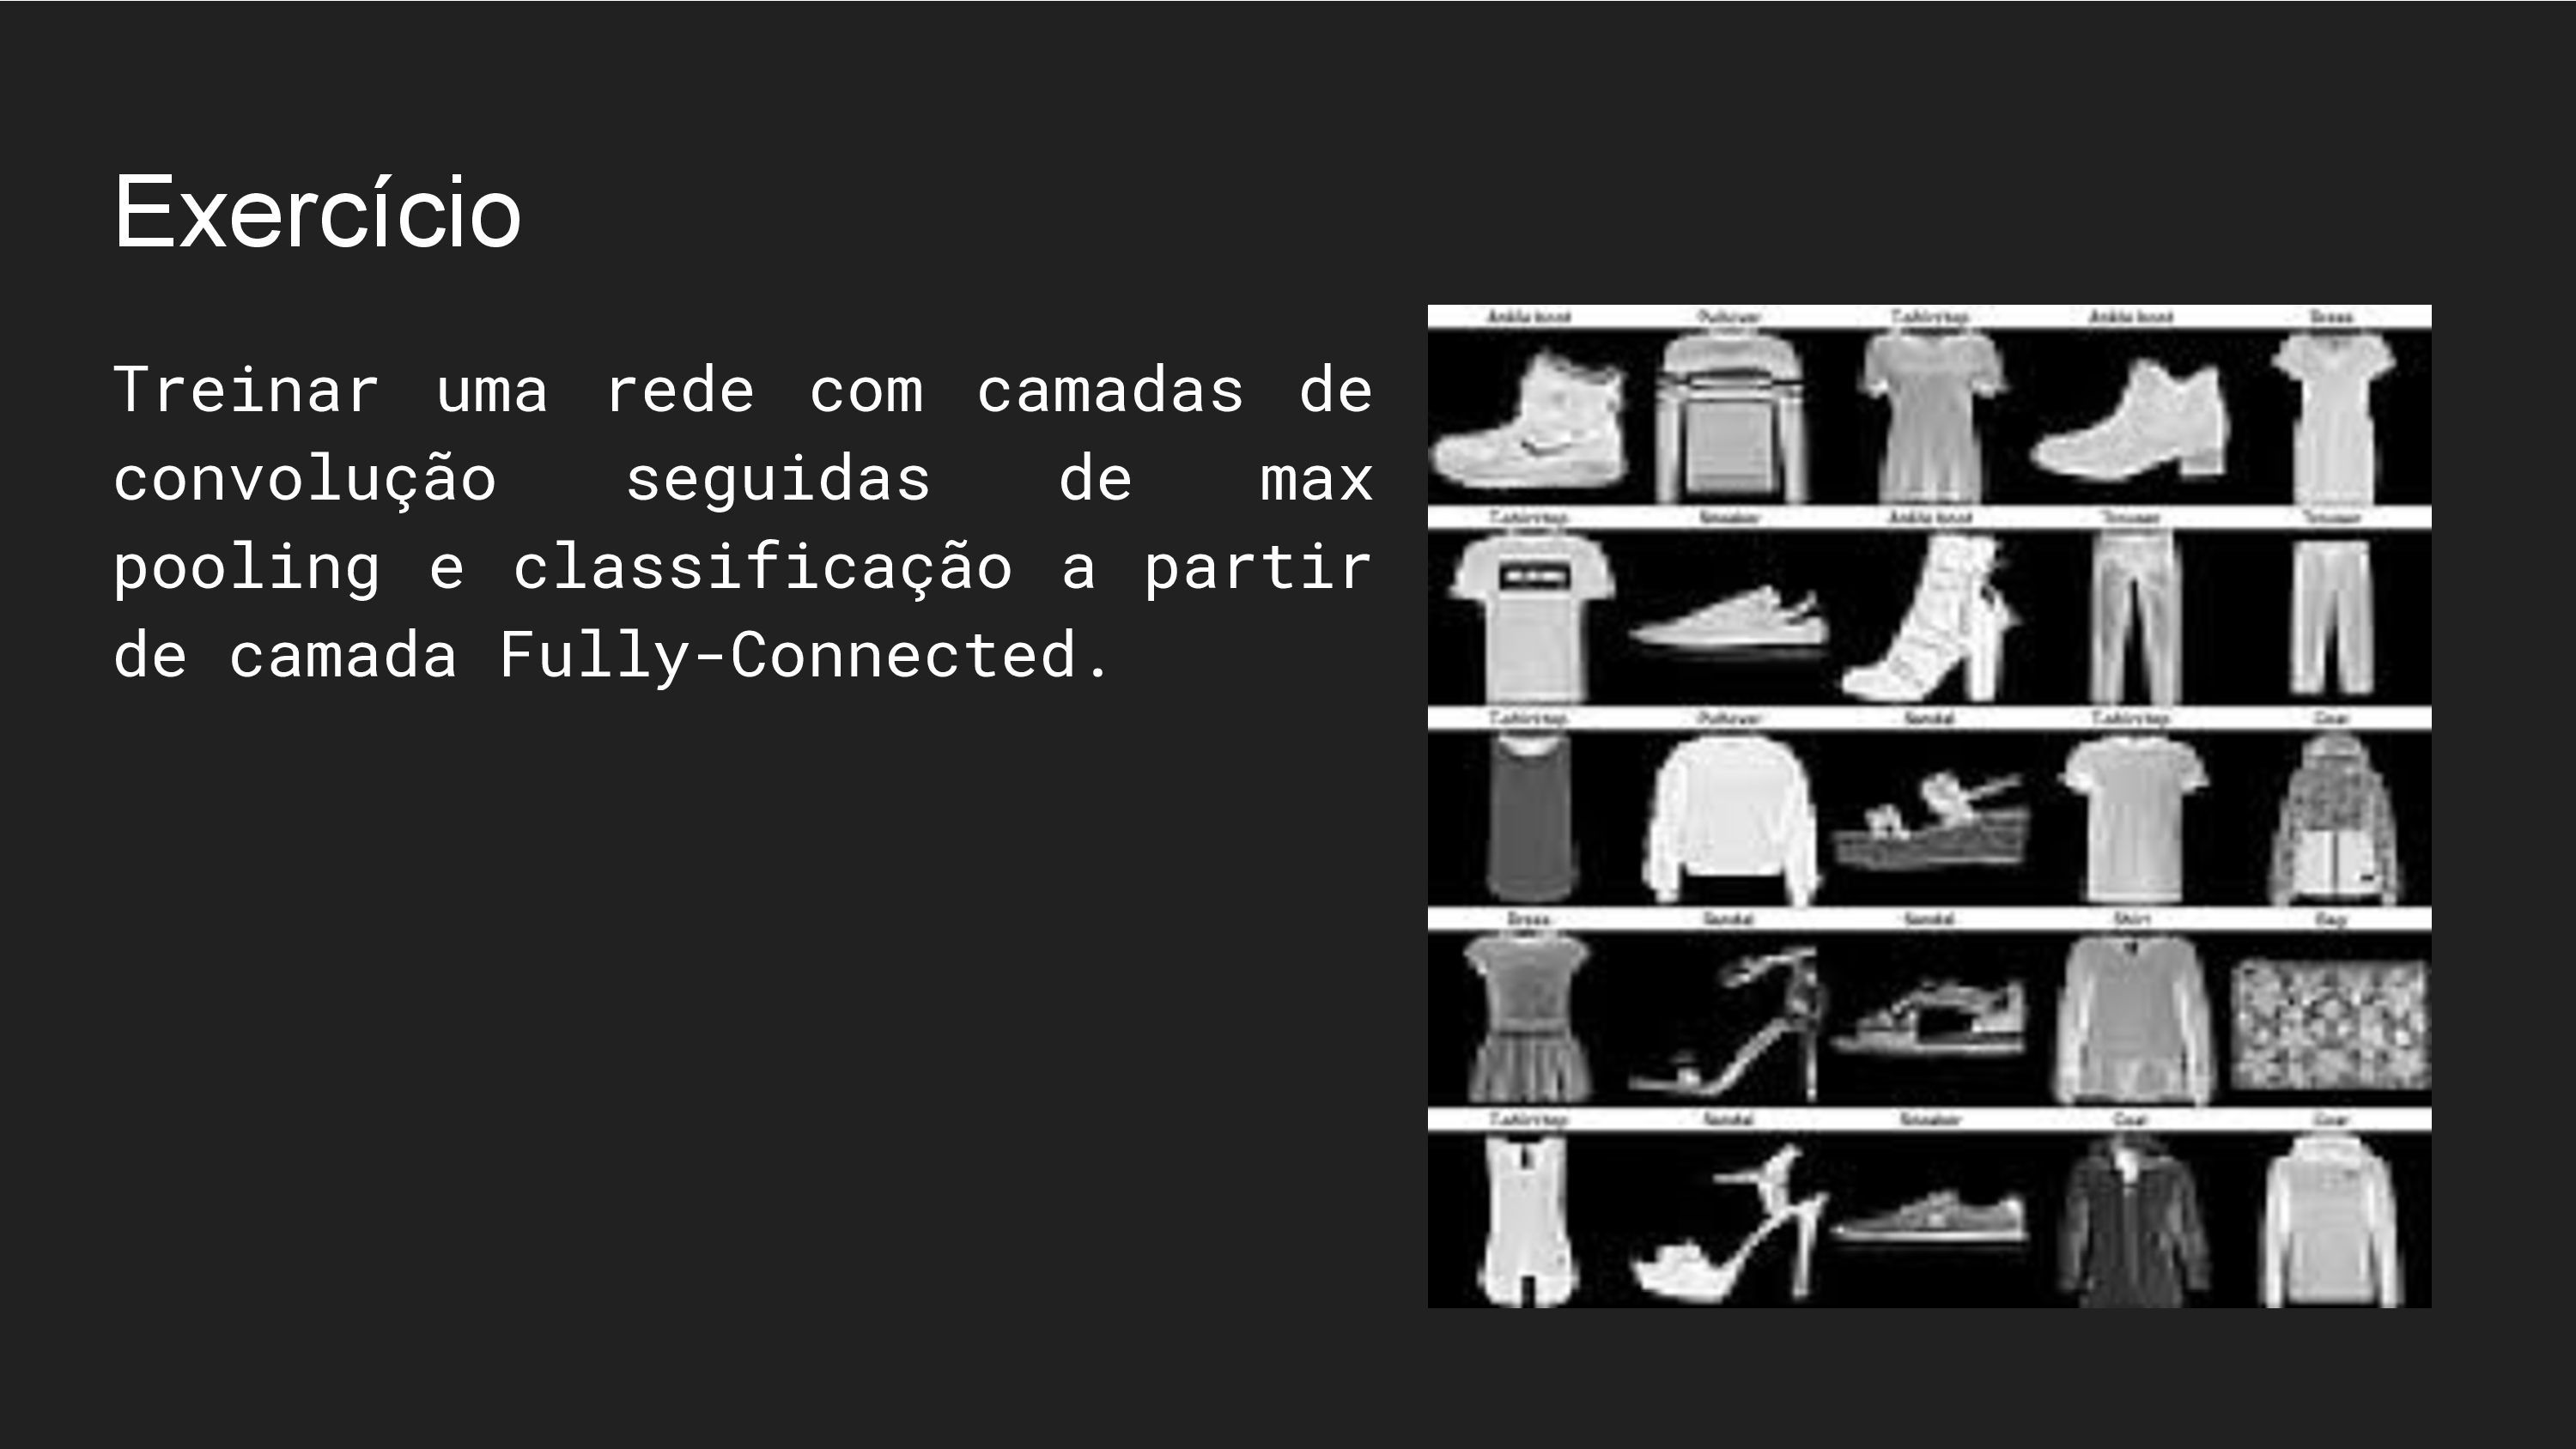 Exercício
Treinar uma rede com camadas de
convolução seguidas de max
pooling e classificação a partir
de camada Fully-Connected.
Ankle boot Pullover T-shirt/top Ankle boot Dress
T-shirt/top Sneaker Ankle boot Trouser Trouser
T-shirt/top Pullover Sandal T-shirt/top Coat
Dress Sandal Sandal Shirt Bag
T-shirt/top Sandal Sneaker Coat Coat